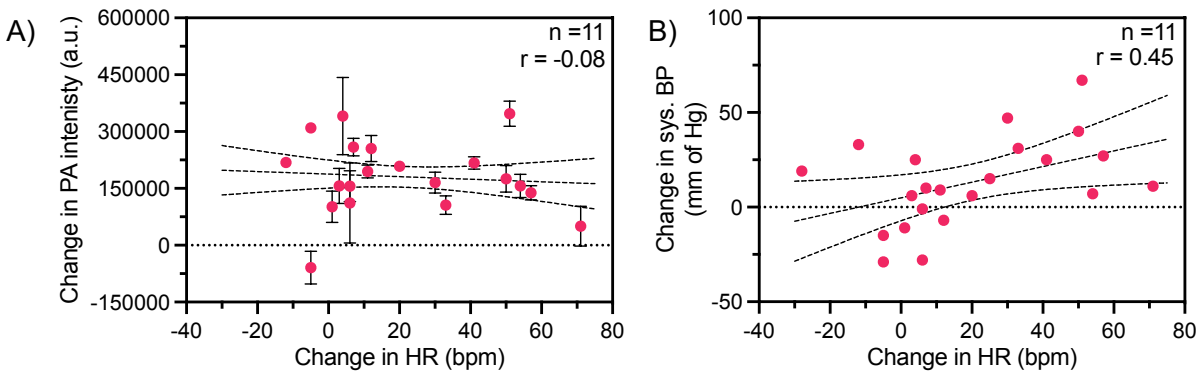 A)
Change in PA intenisty (a.u.)
600000
450000
300000
150000
0
-150000
n =11
r = -0.08
-40 -20 0 20 40 60 80
Change in HR (bpm)
B)
Change in sys. BP
(mm of Hg)
100
50
0
-50
n =11
r = 0.45
-40 -20 0 20 40 60 80
Change in HR (bpm)